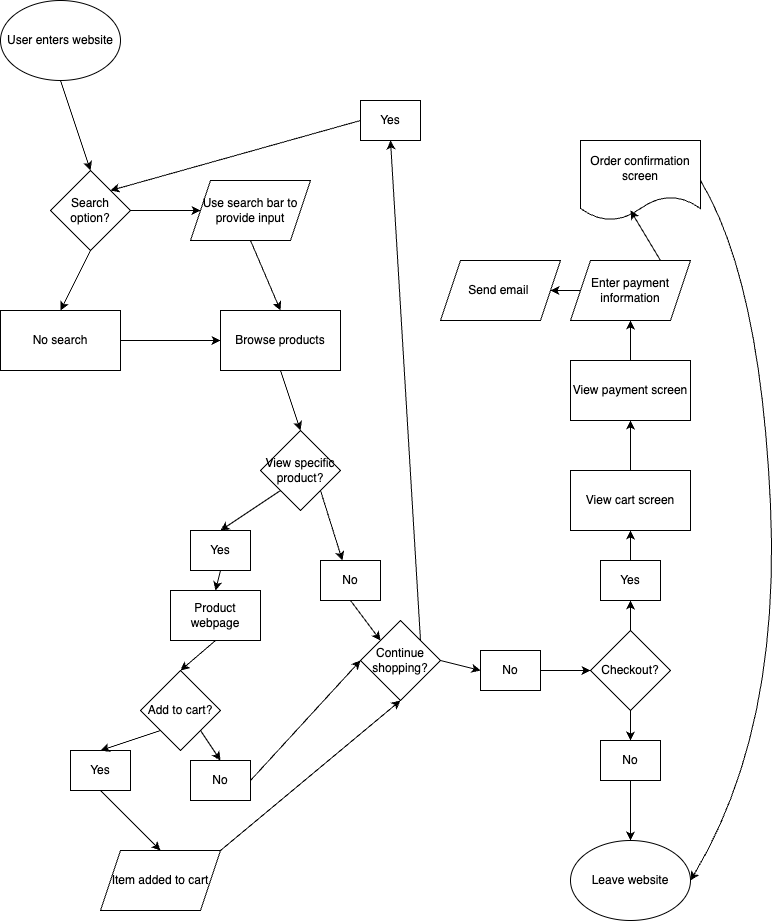 User enters website
Yes
Order confirmation
screen
Search
option?
Use search bar to
provide input
Send email
Enter payment
information
No search
Browse products
View payment screen
View specific
product?
View cart screen
Yes
No
Yes
Product
webpage
Continue
shopping?
No
Checkout?
Add to cart?
Yes
No
No
Item added to cart
Leave website